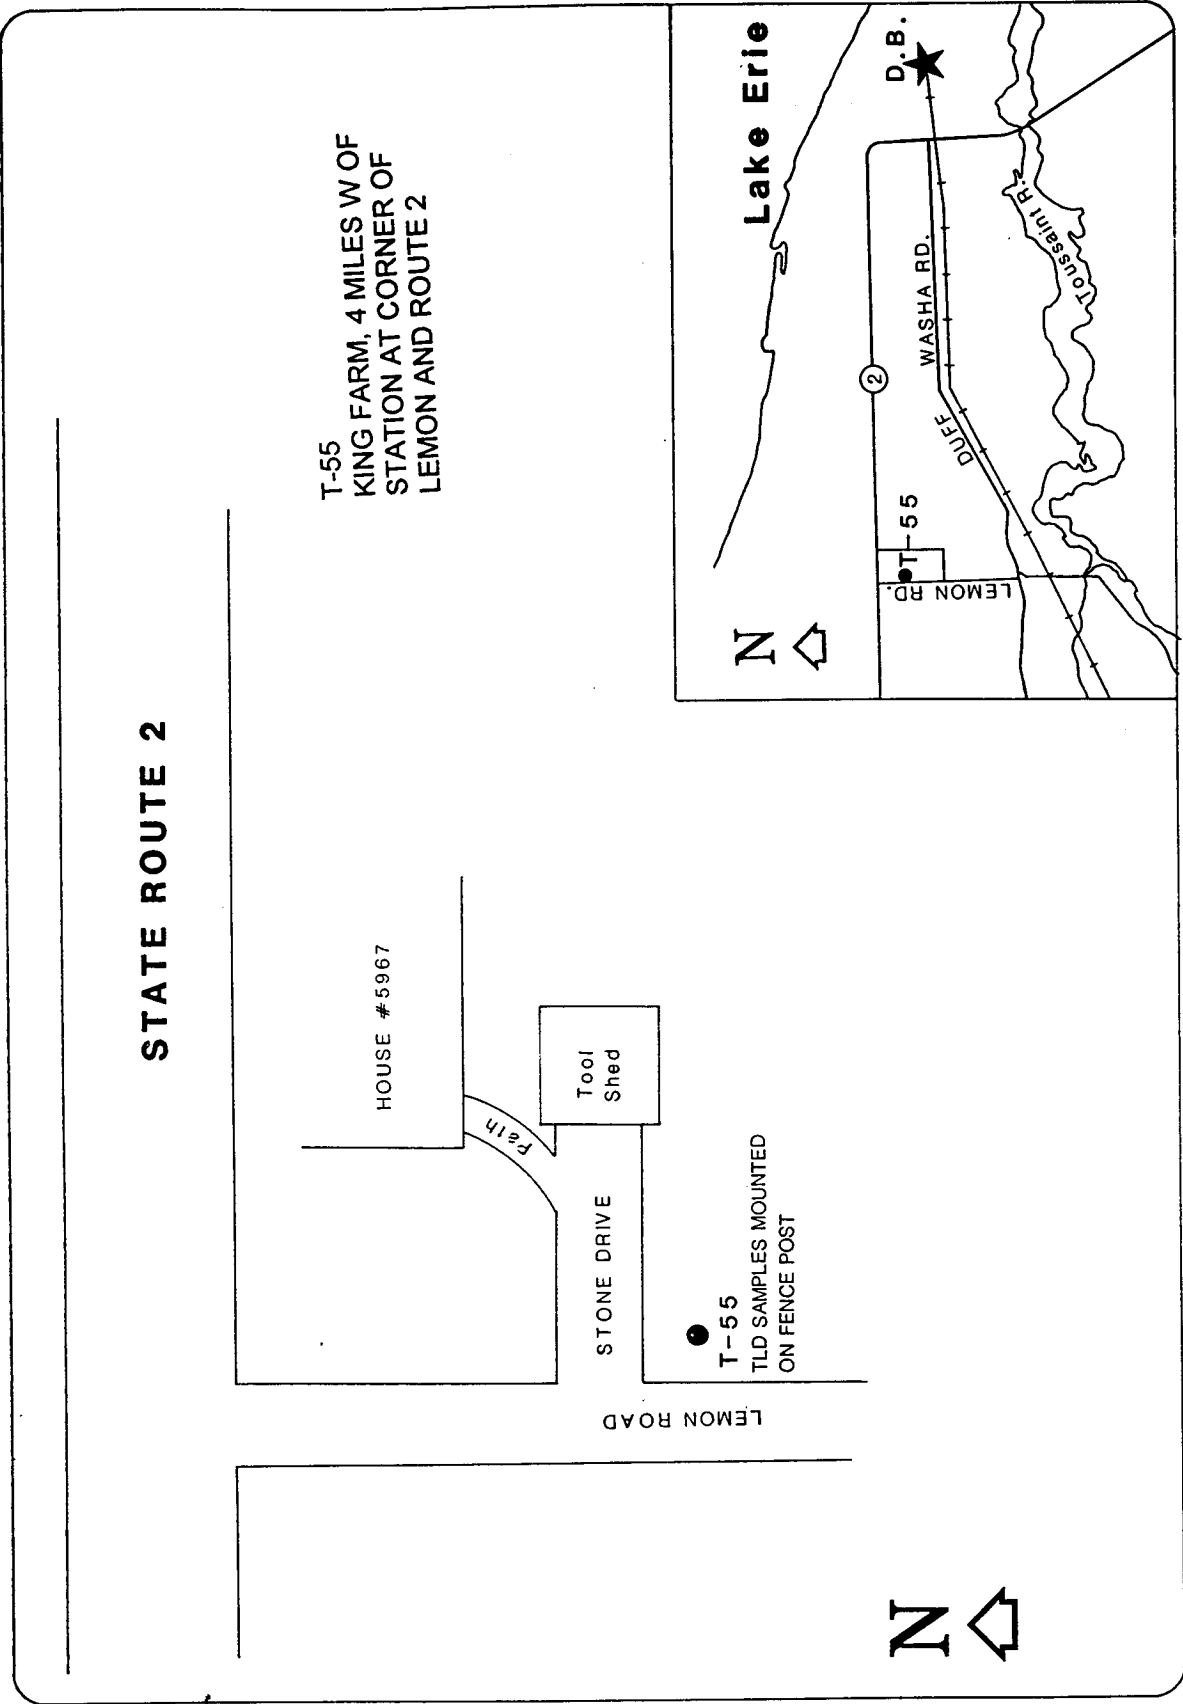 STATE ROUTE 2
T-55
KING FARM, 4 MILES W OF
STATION AT CORNER OF
LEMON AND ROUTE 2
HOUSE #5967
Path
Tool
Shed
STONE DRIVE
T-55
TLD SAMPLES MOUNTED
ON FENCE POST
LEMON ROAD
N
Lake Erie
D.B.
N
2
WASHA RD.
DUFF
T-55
LEMON RD.
Toussaint R.